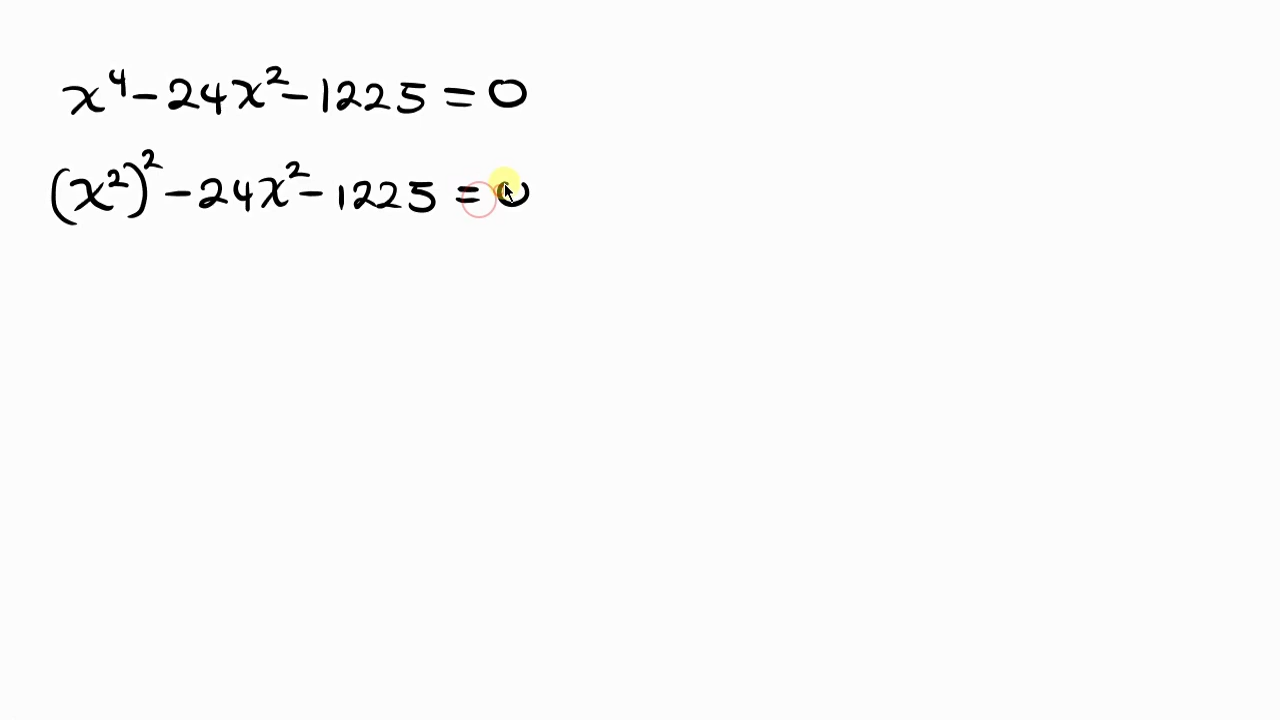 x⁴ - 24x² - 1225 = 0
(x²)² - 24x² - 1225 = 0